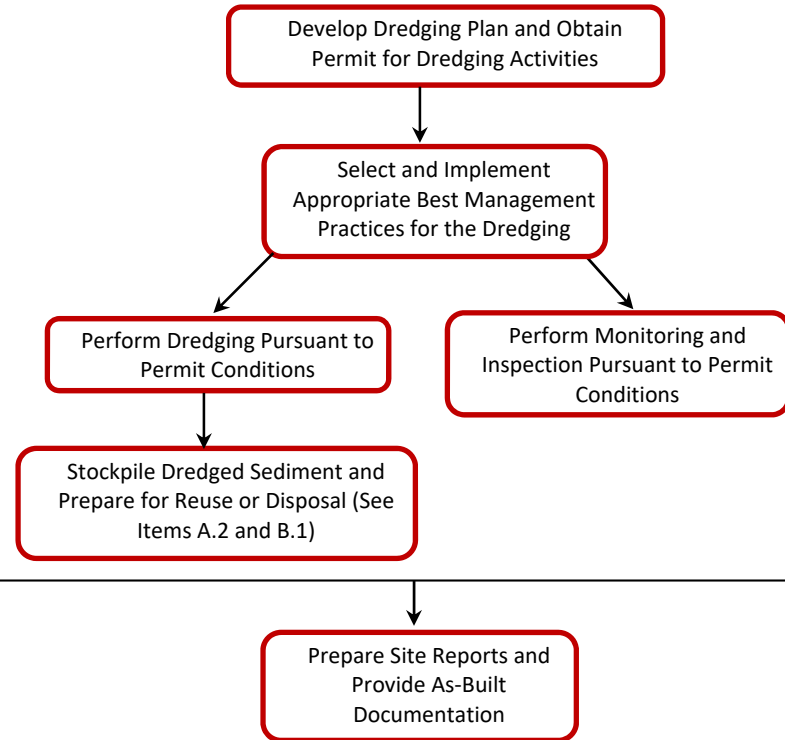 Develop Dredging Plan and Obtain
Permit for Dredging Activities
Select and Implement
Appropriate Best Management
Practices for the Dredging
Perform Dredging Pursuant to
Permit Conditions
Perform Monitoring and
Inspection Pursuant to Permit
Conditions
Stockpile Dredged Sediment and
Prepare for Reuse or Disposal (See
Items A.2 and B.1)
Prepare Site Reports and
Provide As-Built
Documentation